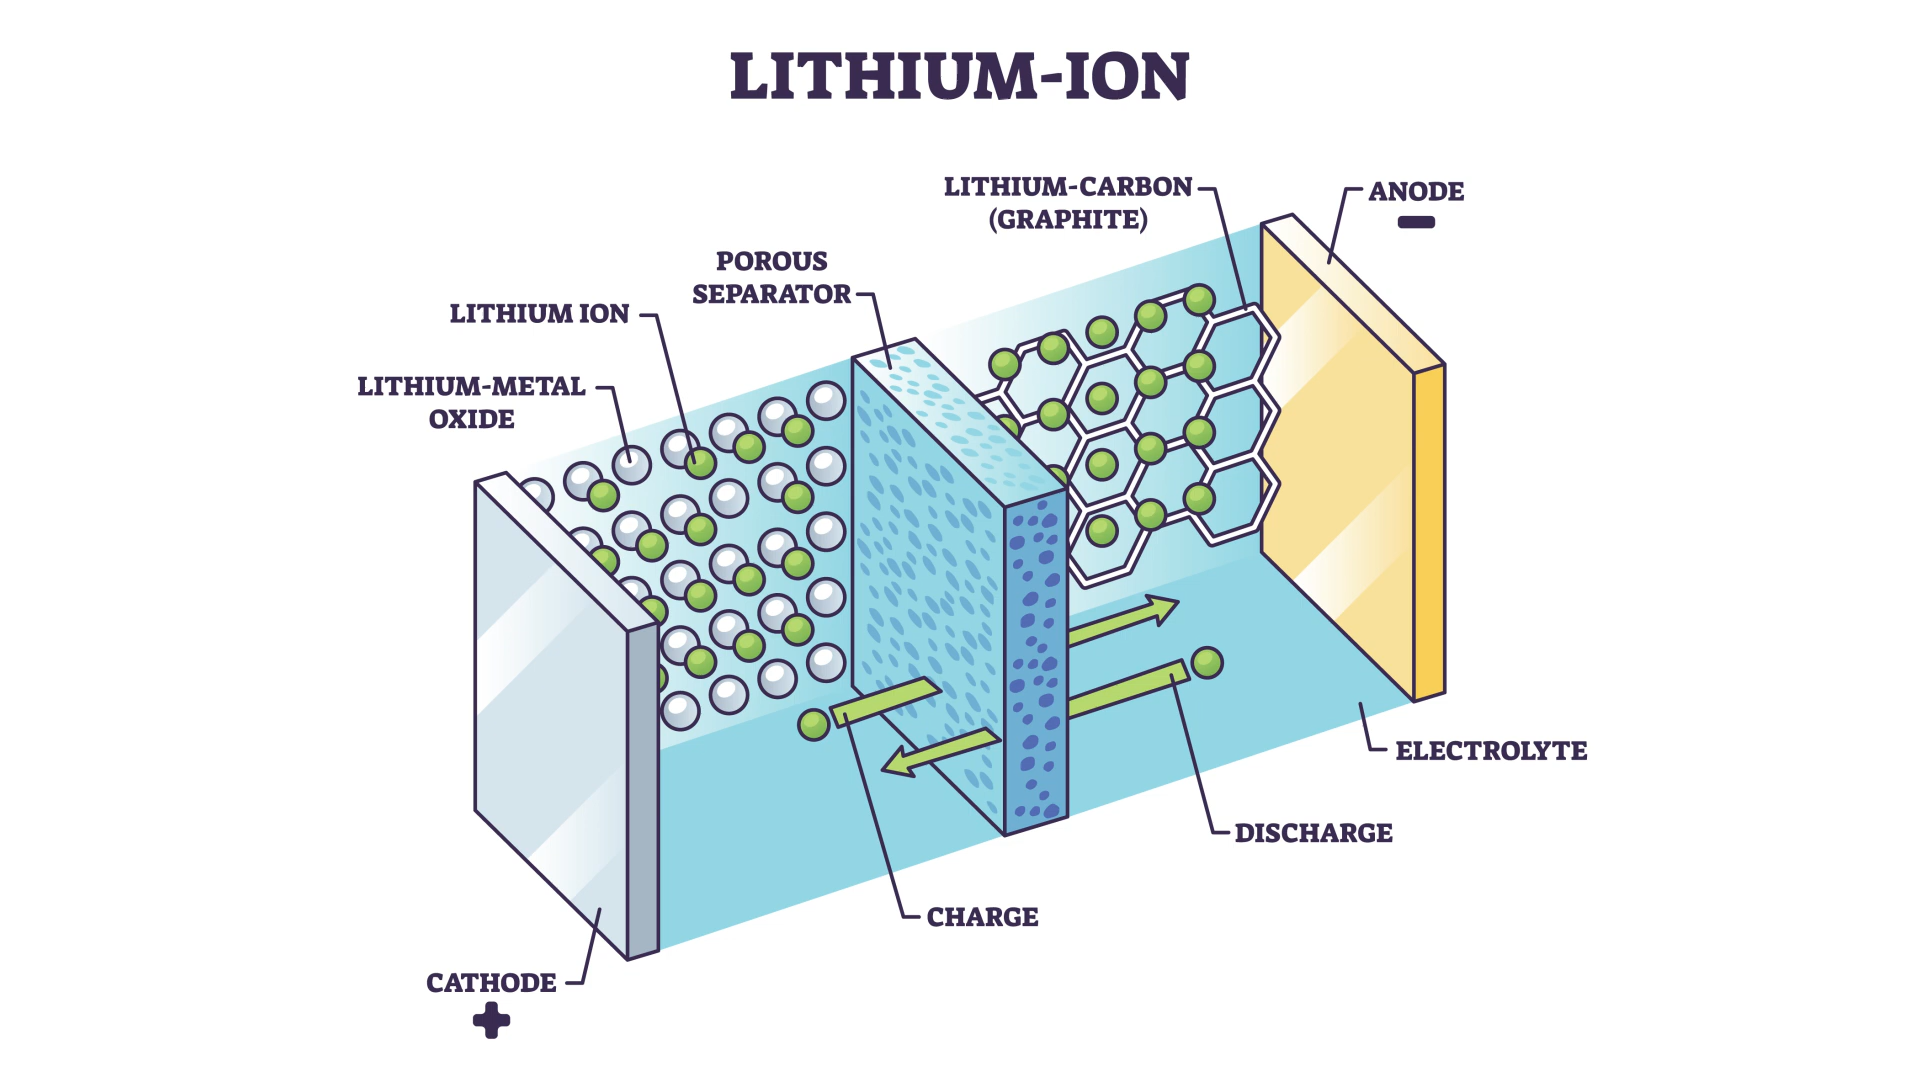 LITHIUM-ION
LITHIUM-CARBON
(GRAPHITE)
ANODE
POROUS
SEPARATOR
LITHIUM ION
LITHIUM-METAL
OXIDE
ELECTROLYTE
DISCHARGE
CHARGE
CATHODE